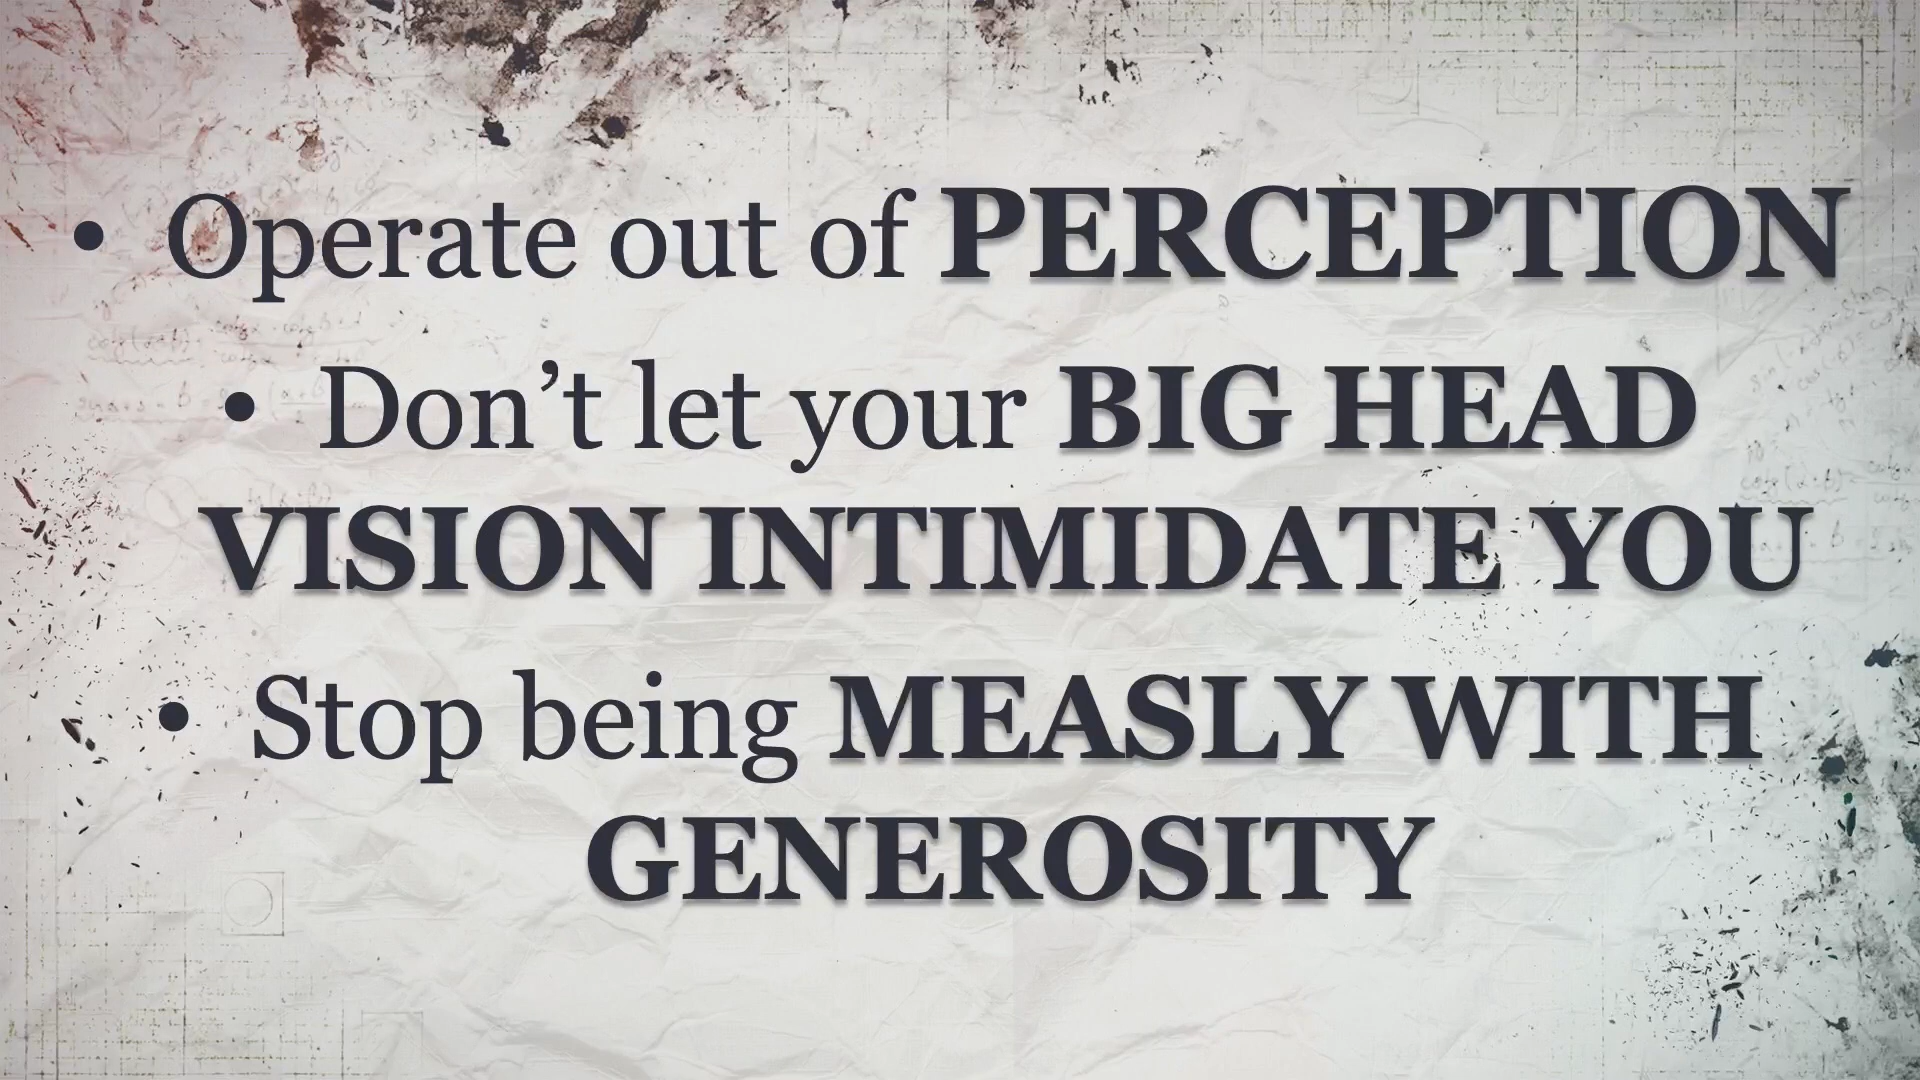 • Operate out of PERCEPTION
• Don’t let your BIG HEAD
VISION INTIMIDATE YOU
• Stop being MEASLY WITH
GENEROSITY